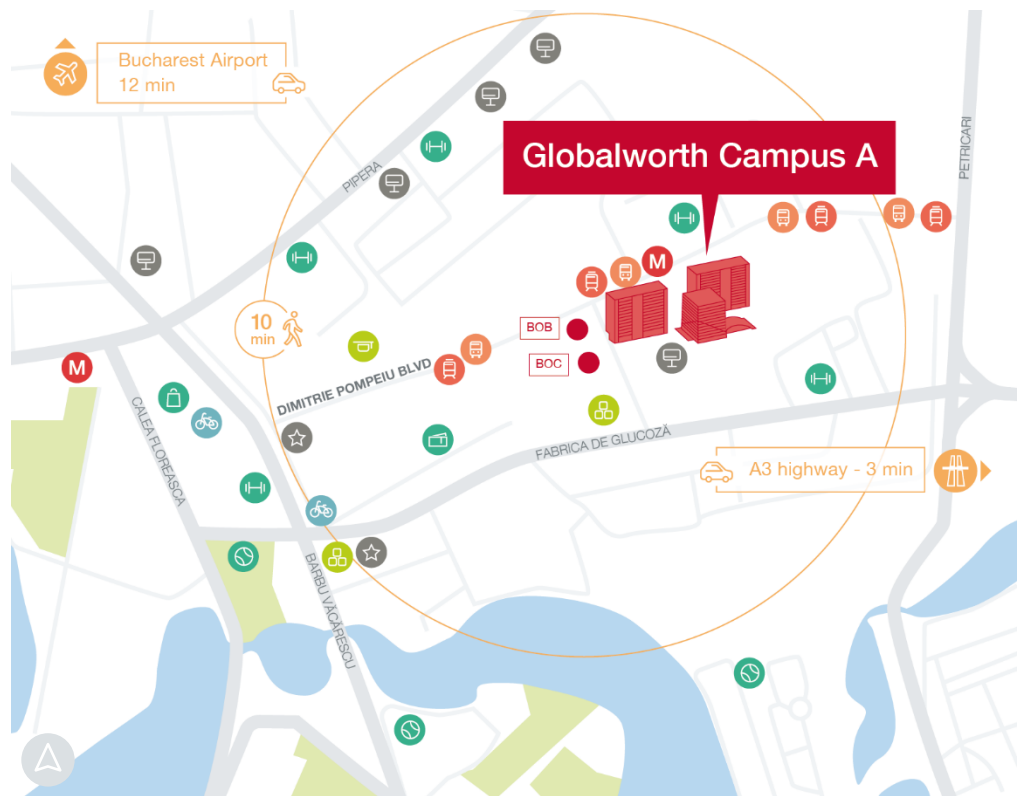 Bucharest Airport
12 min
Globalworth Campus A
PIPERA
PETRICARI
M
BOB
10
min
BOC
M
DIMITRIE POMPEIU BLVD
CALEA FLOREASCA
FABRICA DE GLUCOZĂ
A3 highway - 3 min
BARBU VĂCĂRESCU